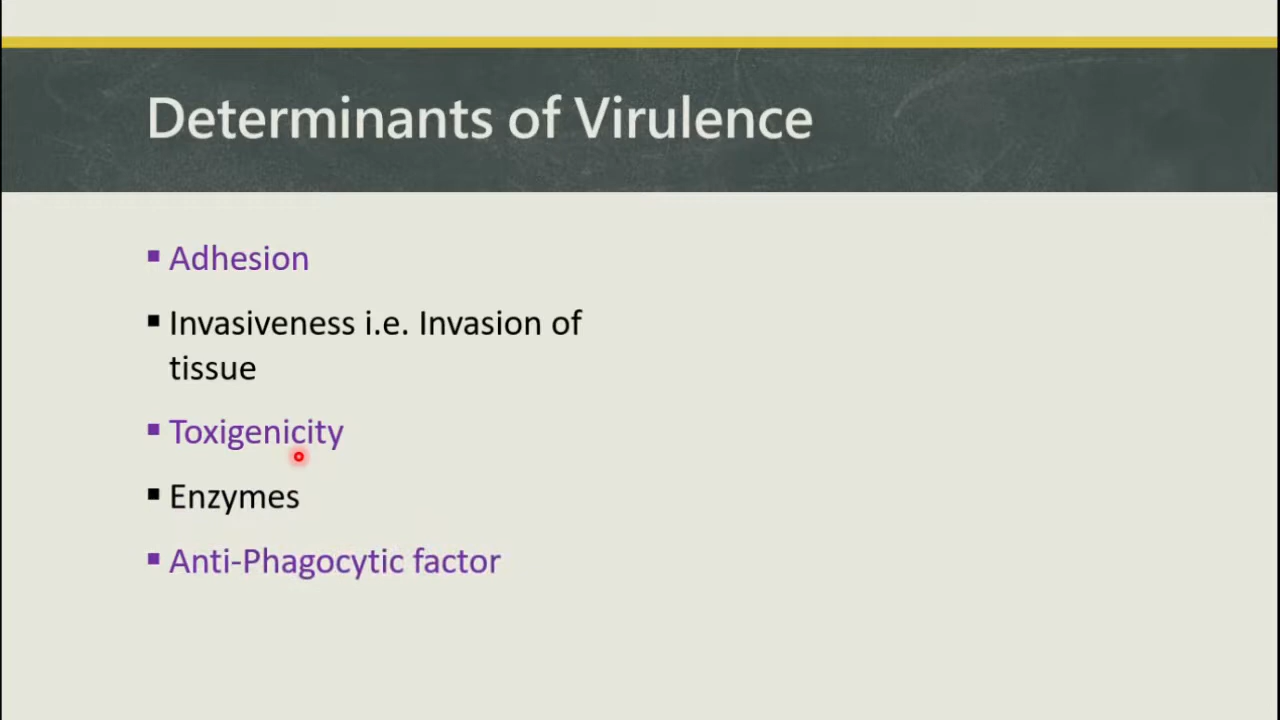 Determinants of Virulence
▪ Adhesion
▪ Invasiveness i.e. Invasion of
tissue
▪ Toxigenicity
▪ Enzymes
▪ Anti-Phagocytic factor